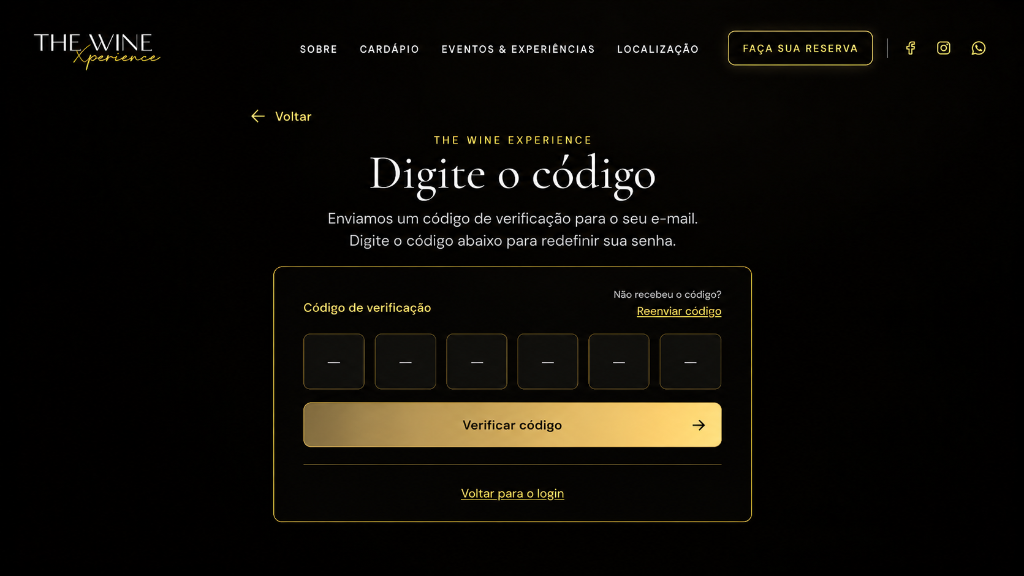 THE WINE
Xperience
SOBRE
CARDÁPIO
EVENTOS & EXPERIÊNCIAS
LOCALIZAÇÃO
FAÇA SUA RESERVA
Voltar
THE WINE EXPERIENCE
Digite o código
Enviamos um código de verificação para o seu e-mail.
Digite o código abaixo para redefinir sua senha.
Não recebeu o código?
Código de verificação
Reenviar código
Verificar código
Voltar para o login